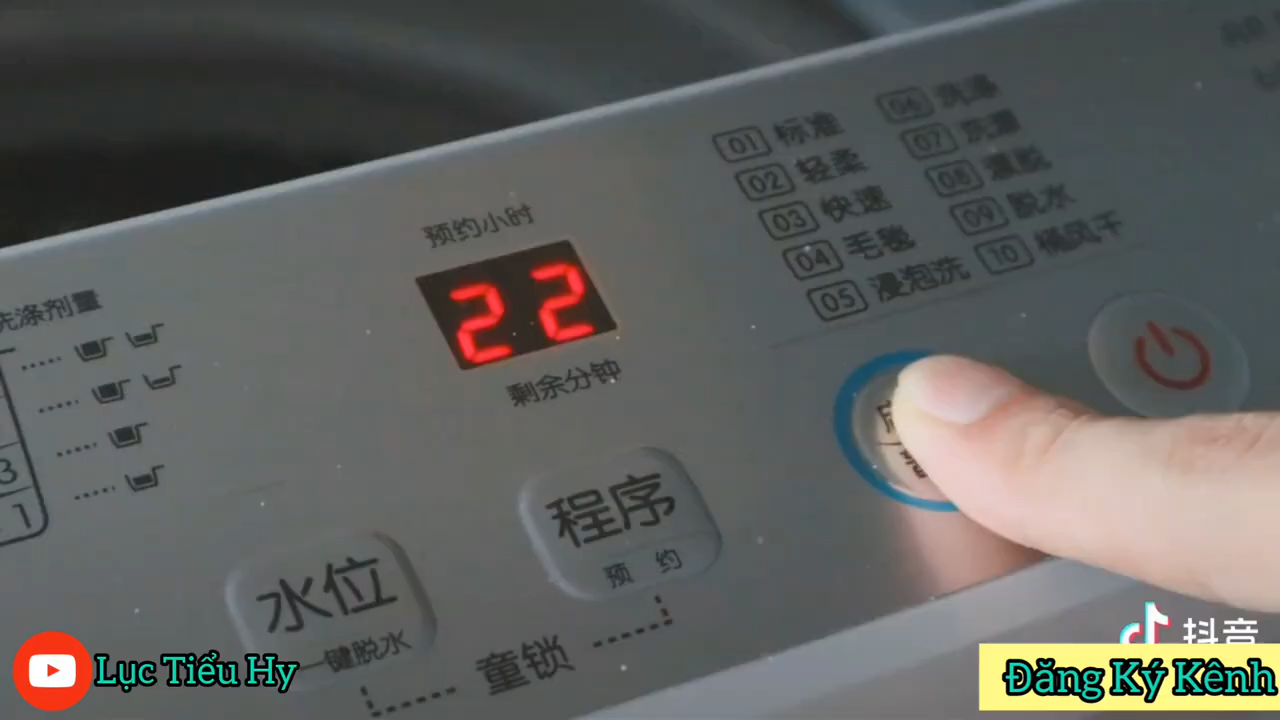 预约小时
22
剩余分钟
洗涤剂量
3
1
01 标准
02 轻柔
03 快速
04 毛毯
05 浸泡洗
06 洗涤
07 洗漂
08 漂脱
09 脱水
10 桶风干
程序
预 约
水位
一键脱水
童锁
抖音
Lục Tiểu Hy
Đăng Ký Kênh